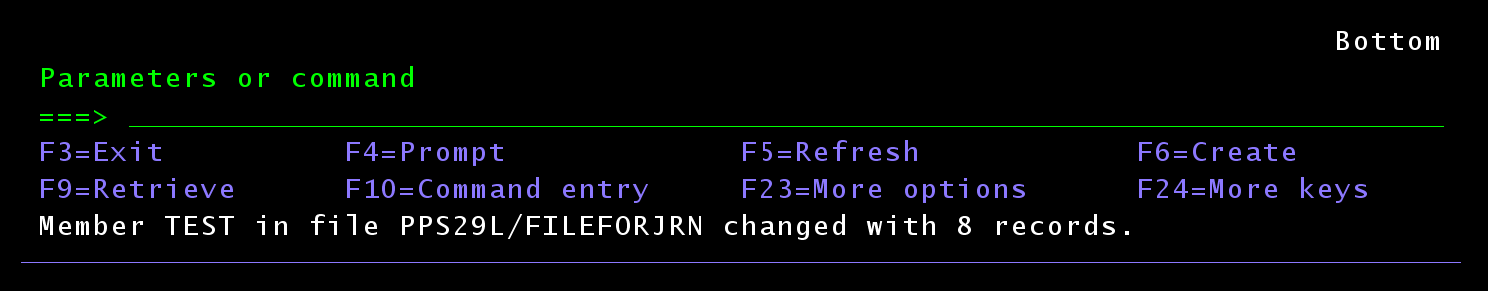 Bottom
Parameters or command
===>
F3=Exit F4=Prompt F5=Refresh F6=Create
F9=Retrieve F10=Command entry F23=More options F24=More keys
Member TEST in file PPS29L/FILEFORJRN changed with 8 records.